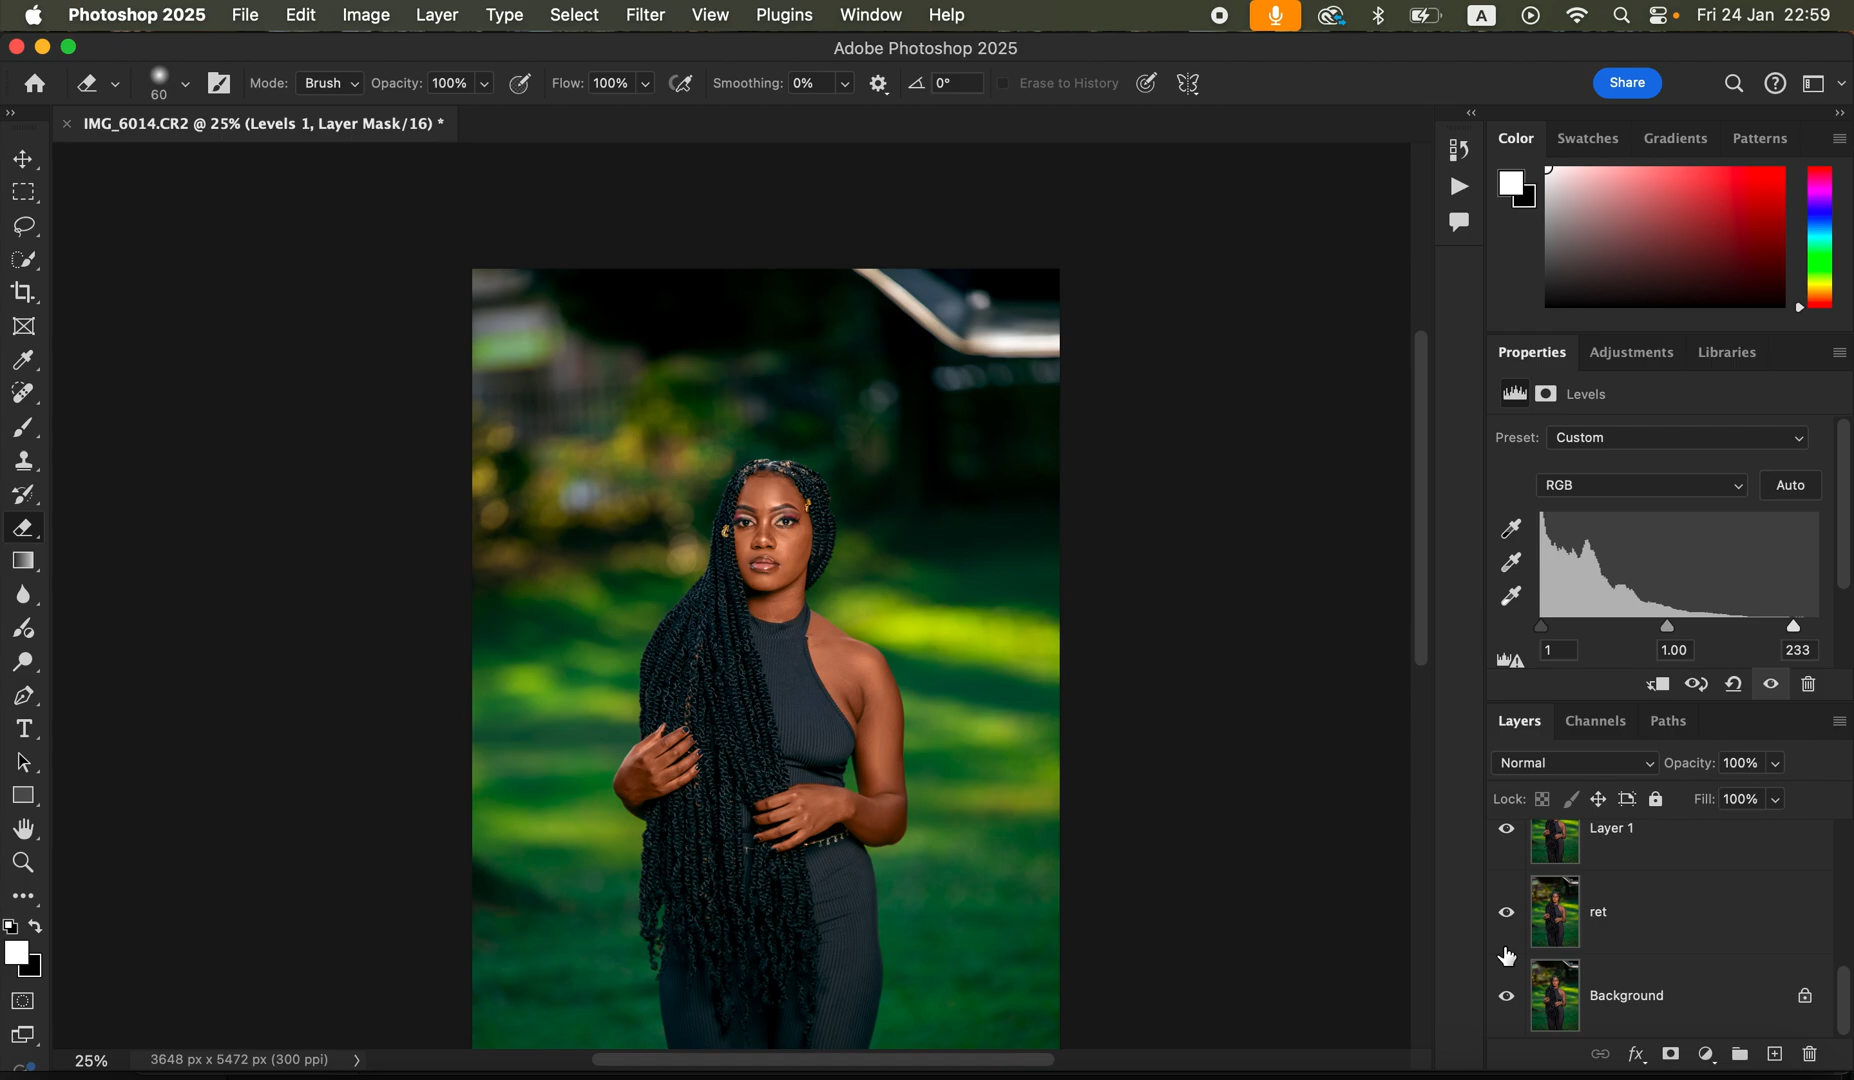 Photoshop 2025 File Edit Image Layer Type Select Filter View Plugins Window Help A Fri 24 Jan 22:59
Adobe Photoshop 2025
60 Mode: Brush Opacity: 100% Flow: 100% Smoothing: 0% 0° Erase to History Share
IMG_6014.CR2 @ 25% (Levels 1, Layer Mask/16) *
Color Swatches Gradients Patterns
Properties Adjustments Libraries
Levels
Preset: Custom
RGB Auto
1 1.00 233
Layers Channels Paths
Normal Opacity: 100%
Lock: Fill: 100%
Layer 1
ret
Background
25% 3648 px x 5472 px (300 ppi)